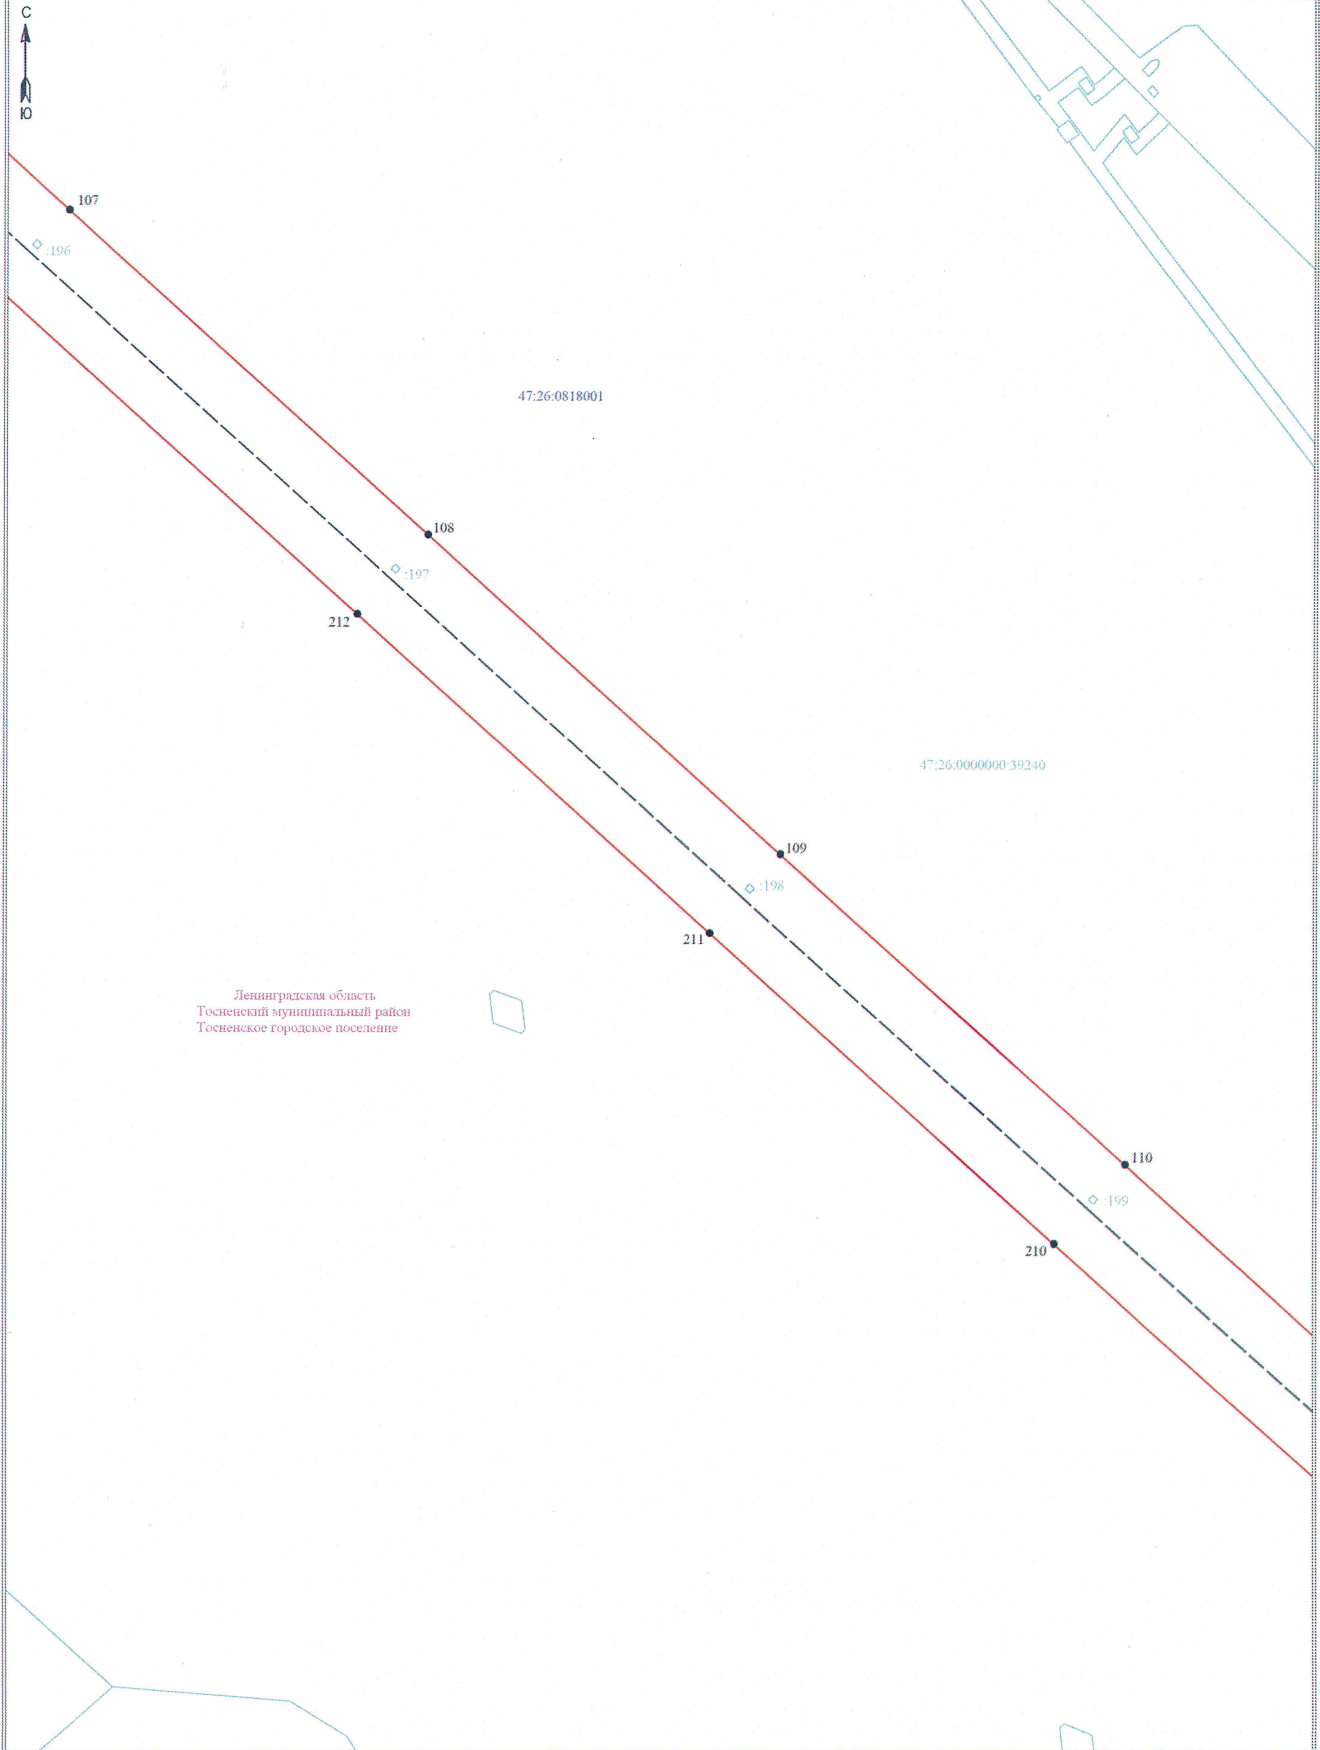 С
Ю
107
:196
47:26:0818001
108
:197
212
47:26:0000000:39240
109
:198
211
Ленинградская область
Тосненский муниципальный район
Тосненское городское поселение
110
:199
210